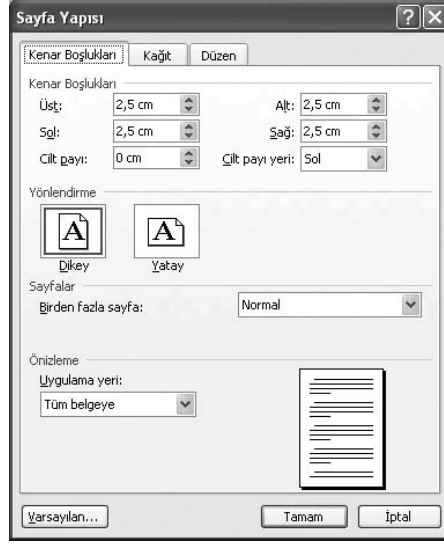 Sayfa Yapısı
Kenar Boşlukları Kağıt Düzen
Kenar Boşlukları
Üst: 2,5 cm Alt: 2,5 cm
Sol: 2,5 cm Sağ: 2,5 cm
Cilt payı: 0 cm Cilt payı yeri: Sol
Yönlendirme
A A
Dikey Yatay
Sayfalar
Birden fazla sayfa: Normal
Önizleme
Uygulama yeri:
Tüm belgeye
Varsayılan... Tamam İptal